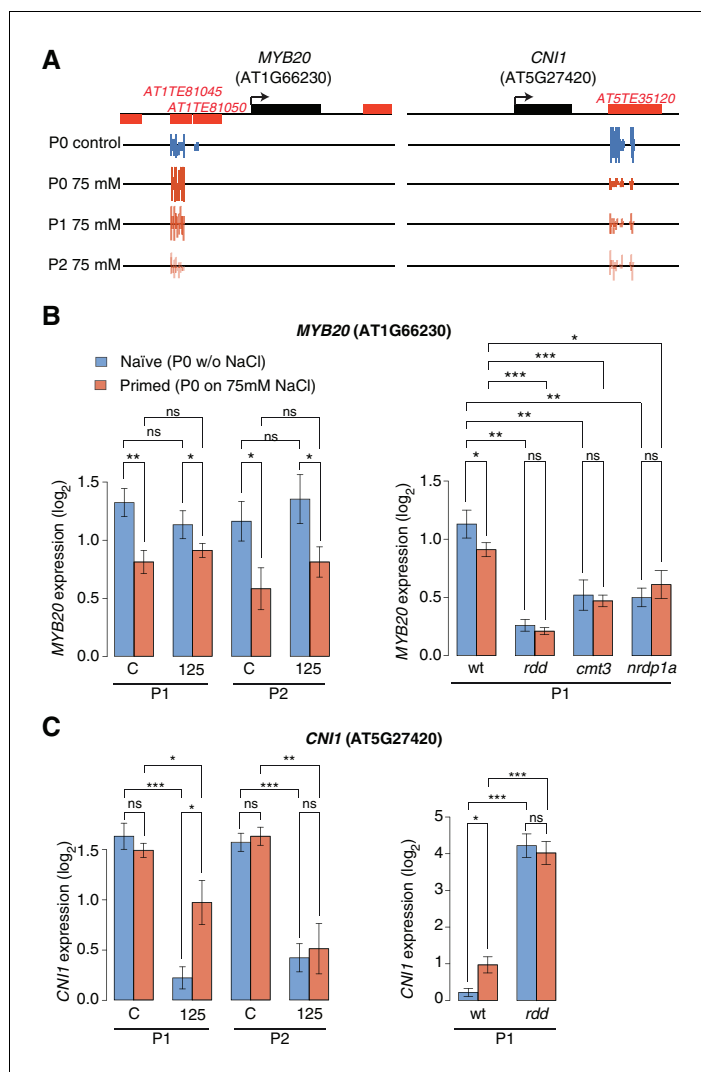 A
MYB20
(AT1G66230)
CNI1
(AT5G27420)
AT1TE81045
AT1TE81050
AT5TE35120
P0 control
P0 75 mM
P1 75 mM
P2 75 mM
B
MYB20 (AT1G66230)
Naïve (P0 w/o NaCl)
Primed (P0 on 75mM NaCl)
MYB20 expression (log2)
1.5
1.0
0.5
0.0
ns
ns
** *
ns
ns
* *
C 125 C 125
P1 P2
MYB20 expression (log2)
1.5
1.0
0.5
0.0
*
***
***
**
**
**
* ns ns ns
wt rdd cmt3 nrdp1a
P1
C
CNI1 (AT5G27420)
CNI1 expression (log2)
1.5
1.0
0.5
0.0
*
***
ns *
**
***
ns ns
C 125 C 125
P1 P2
CNI1 expression (log2)
5
4
3
2
1
0
***
***
* ns
wt rdd
P1